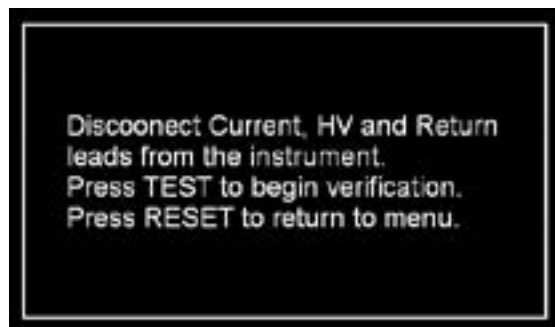 Discoonect Current, HV and Return
leads from the instrument.
Press TEST to begin verification.
Press RESET to return to menu.